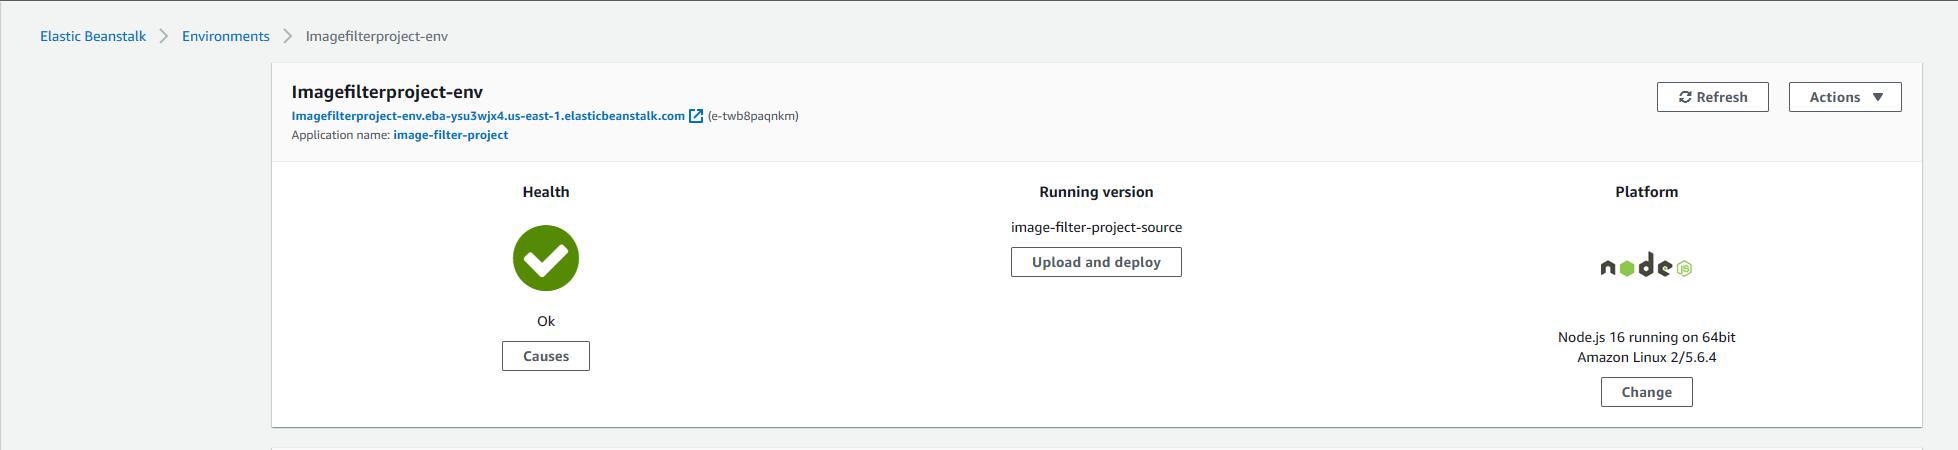 Elastic Beanstalk > Environments > Imagefilterproject-env
Imagefilterproject-env
Imagefilterproject-env.eba-ysu3wjx4.us-east-1.elasticbeanstalk.com (e-twb8paqnkm)
Application name: image-filter-project
Refresh
Actions
Health
Ok
Causes
Running version
image-filter-project-source
Upload and deploy
Platform
node JS
Node.js 16 running on 64bit
Amazon Linux 2/5.6.4
Change